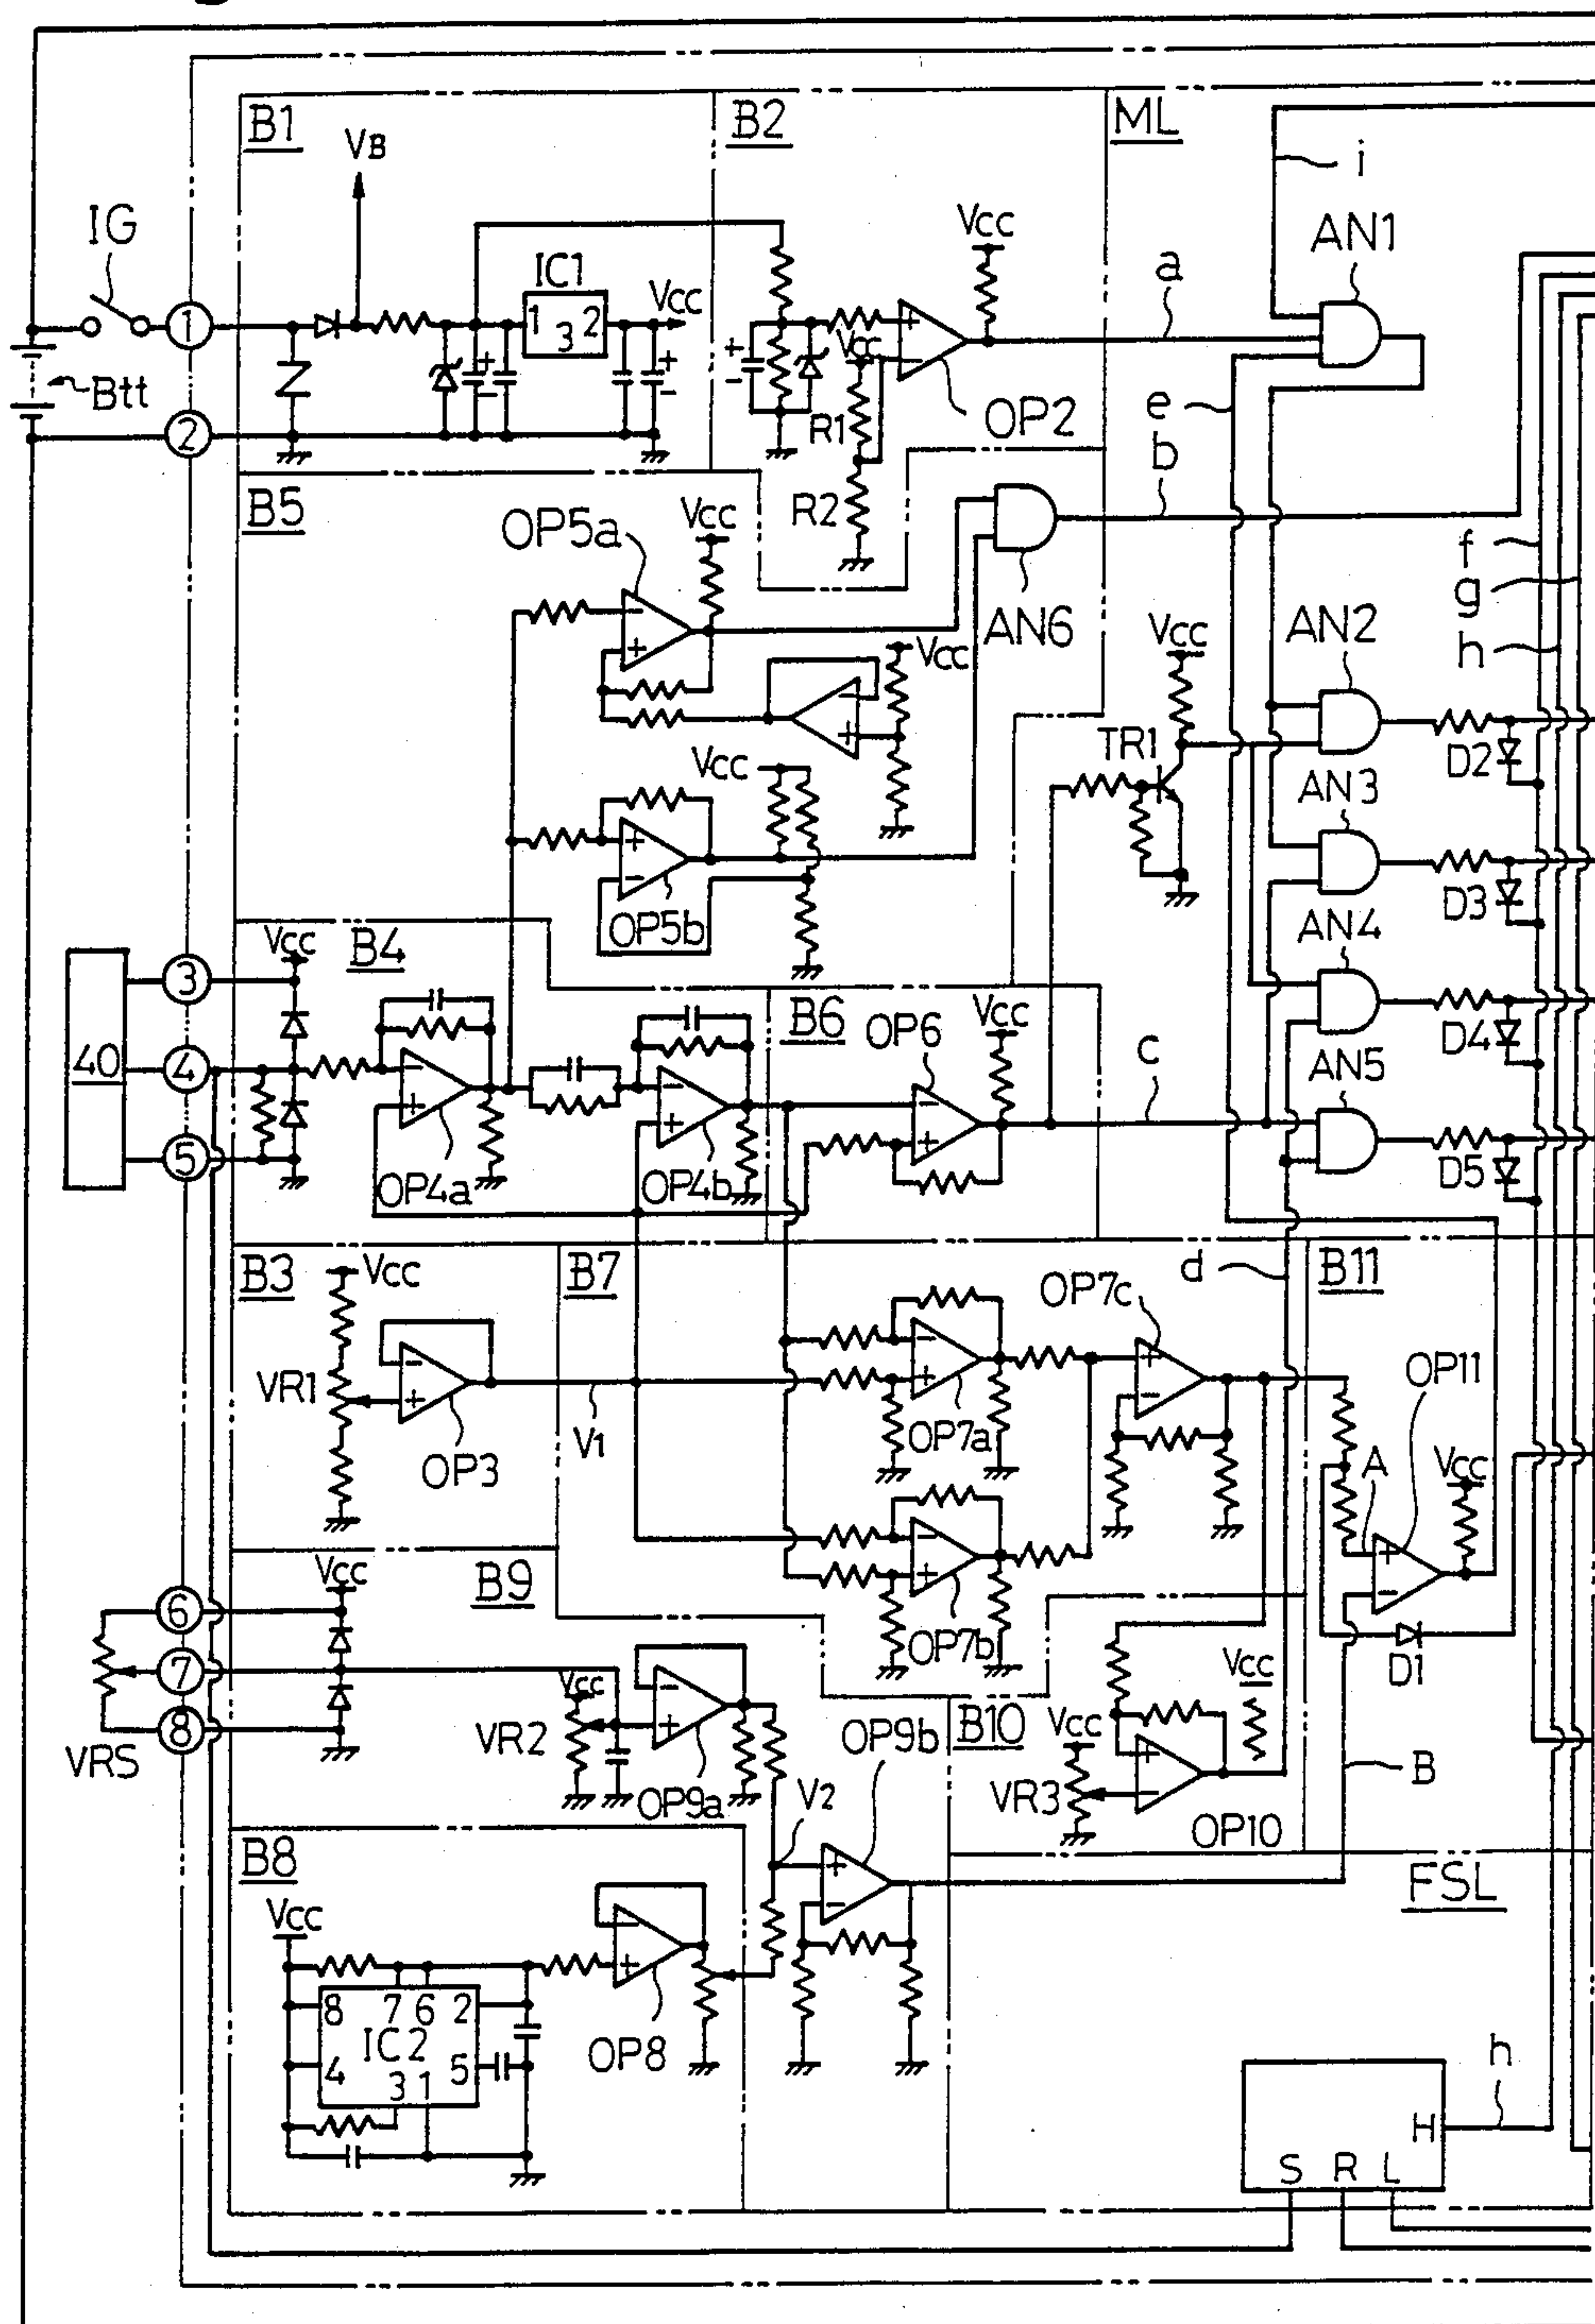 B1
B2
ML
VB
i
IG
Vcc
AN1
IC1
a
1
1 2
3
Vcc
+
-
+
-
+
-
Vcc
+
-
Btt
e
2
R1
OP2
b
B5
OP5a
Vcc
R2
f
g
AN6
AN2
h
-
+
Vcc
Vcc
-
+
TR1
D2
Vcc
AN3
+
-
OP5b
D3
Vcc
B4
AN4
3
Vcc
B6
OP6
c
D4
40
4
AN5
-
+
-
+
-
+
5
OP4a
OP4b
D5
B3
Vcc
B7
d
B11
OP7c
VR1
-
+
-
+
+
-
OP11
OP3
V1
OP7a
A
Vcc
-
+
+
-
Vcc
B9
6
OP7b
D1
7
Vcc
-
+
Vcc
8
VR2
OP9b
B10
Vcc
VRS
OP9a
V2
VR3
+
-
B
OP10
B8
+
-
FSL
Vcc
-
+
8 7 6 2
IC2
4 5
3 1
OP8
h
H
S R L